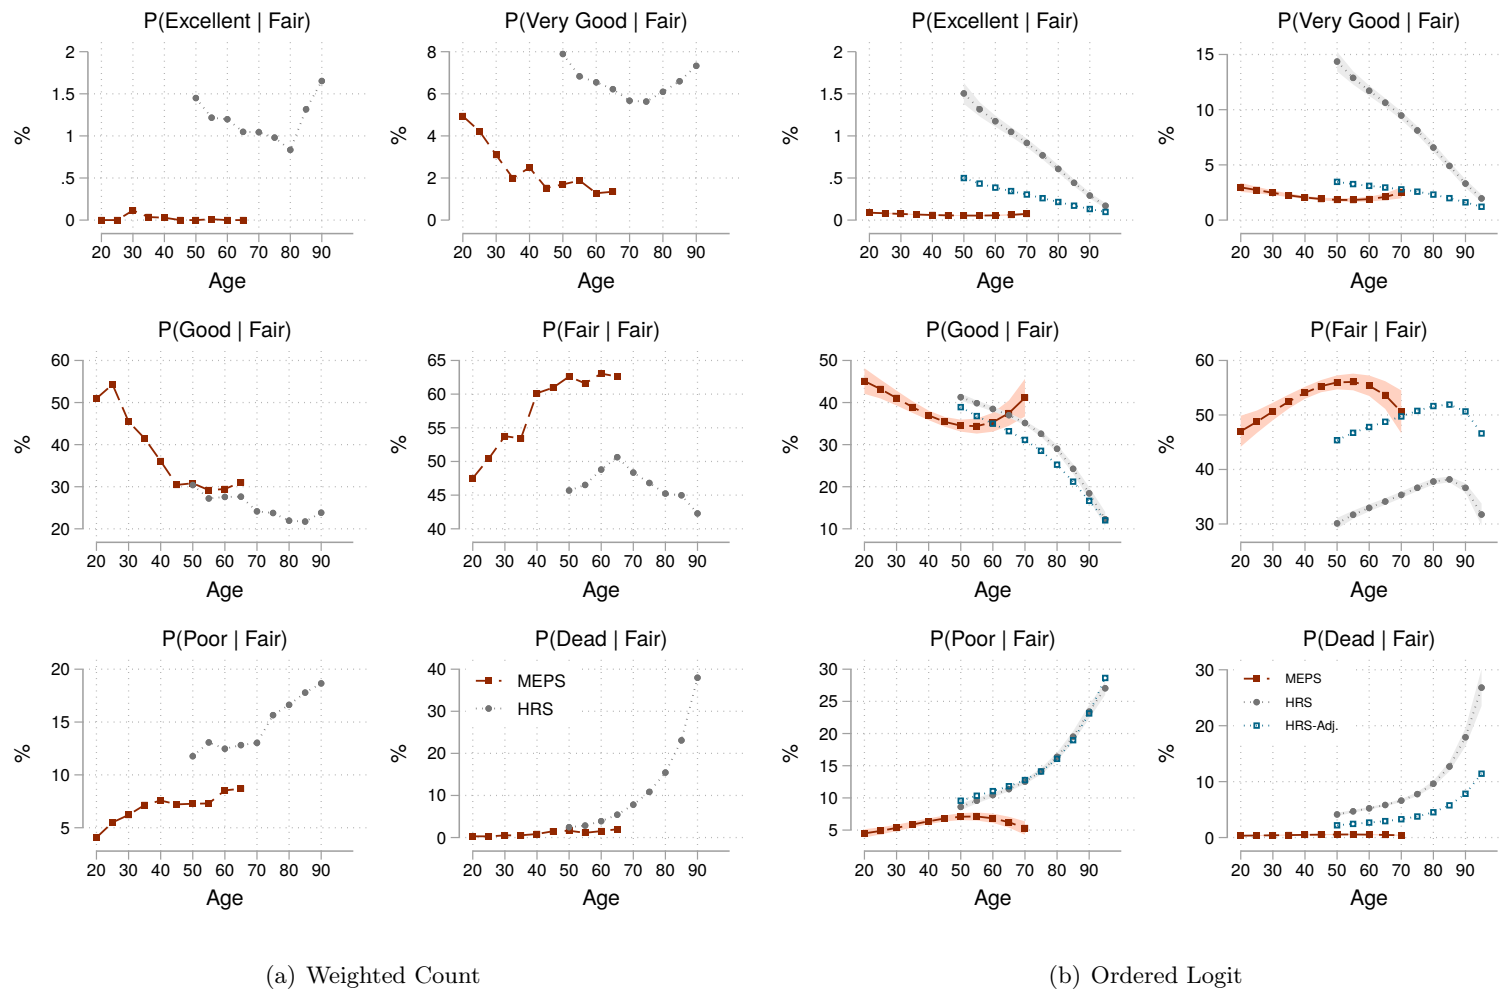 P(Excellent | Fair)
2
1.5
1
.5
0
%
20 30 40 50 60 70 80 90
Age
P(Very Good | Fair)
8
6
4
2
0
%
20 30 40 50 60 70 80 90
Age
P(Good | Fair)
60
50
40
30
20
%
20 30 40 50 60 70 80 90
Age
P(Fair | Fair)
65
60
55
50
45
40
%
20 30 40 50 60 70 80 90
Age
P(Poor | Fair)
20
15
10
5
%
20 30 40 50 60 70 80 90
Age
P(Dead | Fair)
40
30
20
10
0
%
MEPS
HRS
20 30 40 50 60 70 80 90
Age
(a) Weighted Count
P(Excellent | Fair)
2
1.5
1
.5
0
%
20 30 40 50 60 70 80 90
Age
P(Very Good | Fair)
15
10
5
0
%
20 30 40 50 60 70 80 90
Age
P(Good | Fair)
50
40
30
20
10
%
20 30 40 50 60 70 80 90
Age
P(Fair | Fair)
60
50
40
30
%
20 30 40 50 60 70 80 90
Age
P(Poor | Fair)
30
25
20
15
10
5
%
20 30 40 50 60 70 80 90
Age
P(Dead | Fair)
30
20
10
0
%
MEPS
HRS
HRS-Adj.
20 30 40 50 60 70 80 90
Age
(b) Ordered Logit